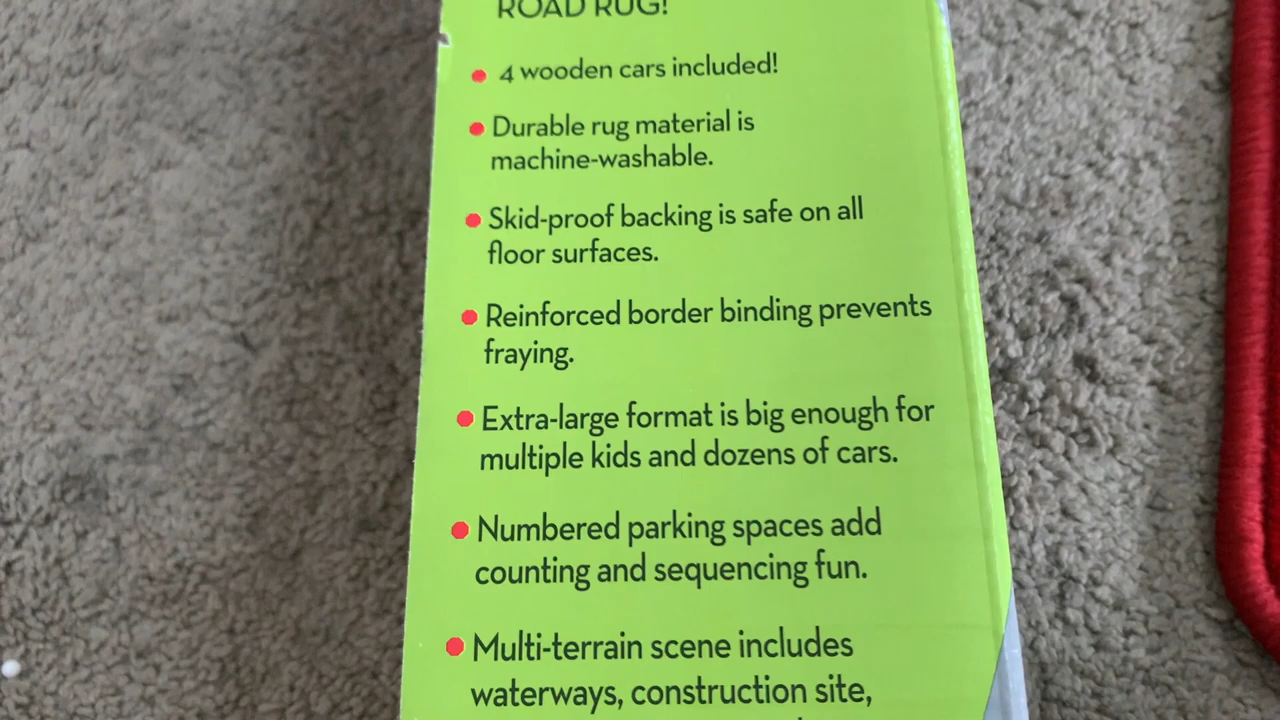 ROAD RUG!
4 wooden cars included!
Durable rug material is
machine-washable.
Skid-proof backing is safe on all
floor surfaces.
Reinforced border binding prevents
fraying.
Extra-large format is big enough for
multiple kids and dozens of cars.
Numbered parking spaces add
counting and sequencing fun.
Multi-terrain scene includes
waterways, construction site,